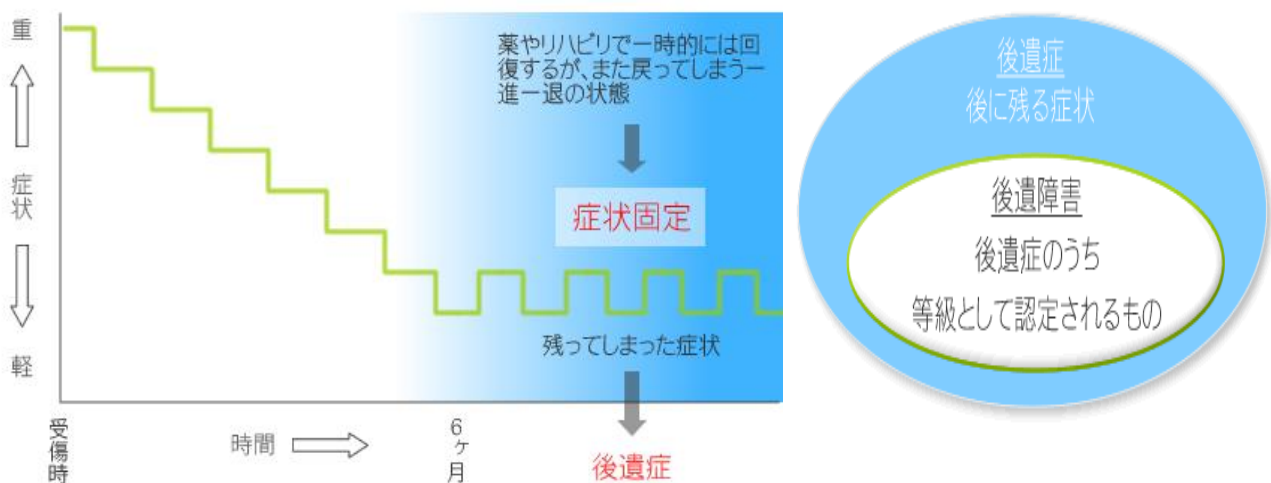 重
症状
軽
薬やリハビリで一時的には回
復するが、また戻ってしまう一
進一退の状態
症状固定
残ってしまった症状
受傷時
時間
6ヶ月
後遺症
後遺症
後に残る症状
後遺障害
後遺症のうち
等級として認定されるもの